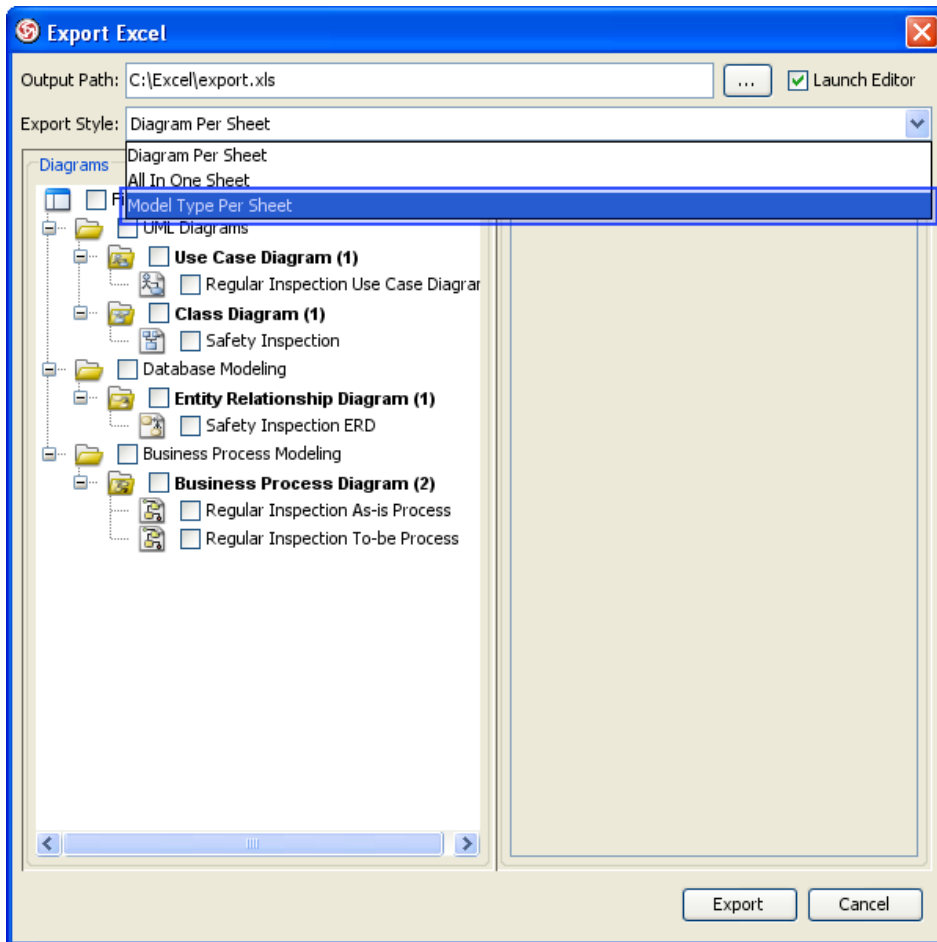 Export Excel
Output Path: C:\Excel\export.xls ... Launch Editor
Export Style: Diagram Per Sheet
Diagram Per Sheet
All In One Sheet
Model Type Per Sheet
Diagrams
UML Diagrams
Use Case Diagram (1)
Regular Inspection Use Case Diagrar
Class Diagram (1)
Safety Inspection
Database Modeling
Entity Relationship Diagram (1)
Safety Inspection ERD
Business Process Modeling
Business Process Diagram (2)
Regular Inspection As-is Process
Regular Inspection To-be Process
Export Cancel